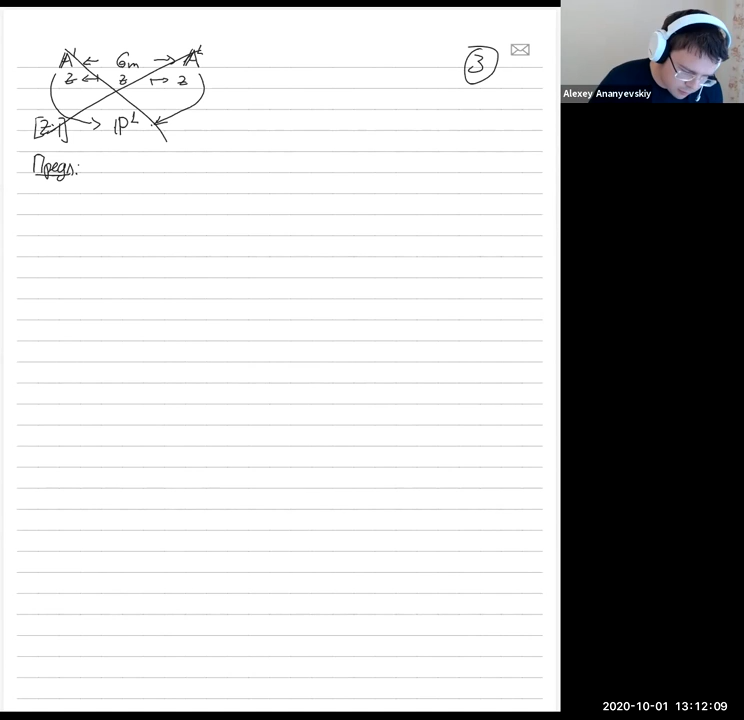 𝔸¹ ← 𝔾m → 𝔸¹
z ↤ z ↦ z
[z:1] → ℙ¹
Предл:
3
Alexey Ananyevskiy
2020-10-01 13:12:09